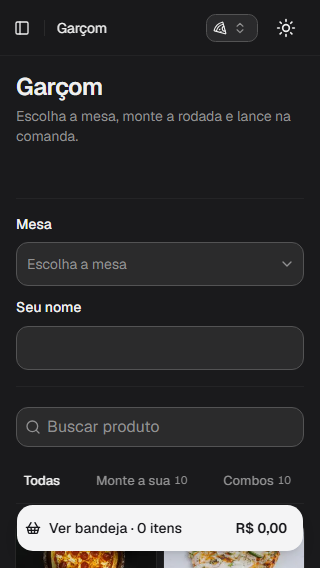 Garçom
Garçom
Escolha a mesa, monte a rodada e lance na
comanda.
Mesa
Escolha a mesa
Seu nome
Buscar produto
Todas Monte a sua 10 Combos 10
Ver bandeja · 0 itens R$ 0,00